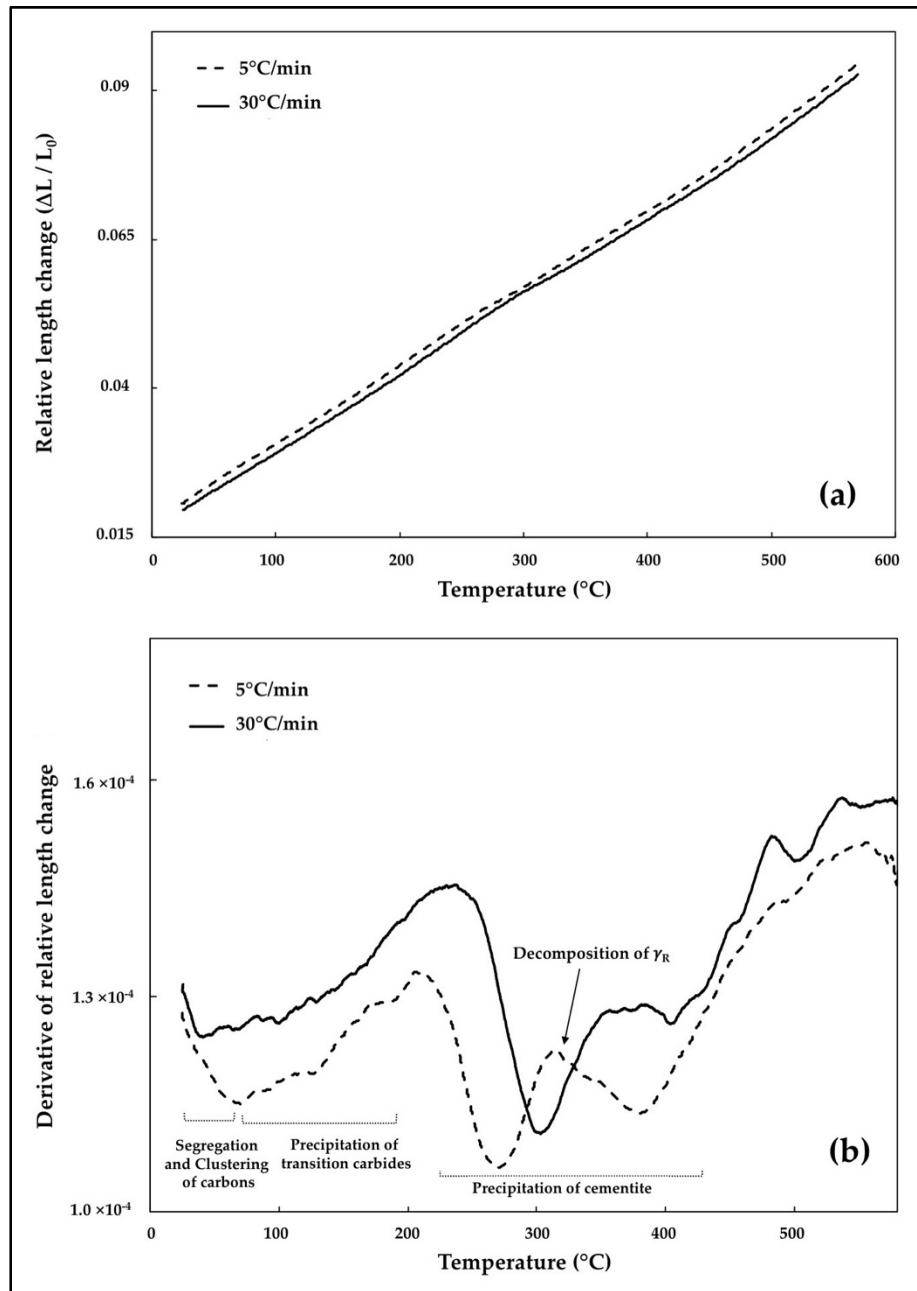 5°C/min
30°C/min
0.09
0.065
0.04
0.015
Relative length change (ΔL / L₀)
(a)
0 100 200 300 400 500 600
Temperature (°C)
5°C/min
30°C/min
1.6 ×10⁻⁴
1.3 ×10⁻⁴
1.0 ×10⁻⁴
Derivative of relative length change
Decomposition of γR
Segregation
and Clustering
of carbons
Precipitation of
transition carbides
Precipitation of cementite
(b)
0 100 200 300 400 500
Temperature (°C)